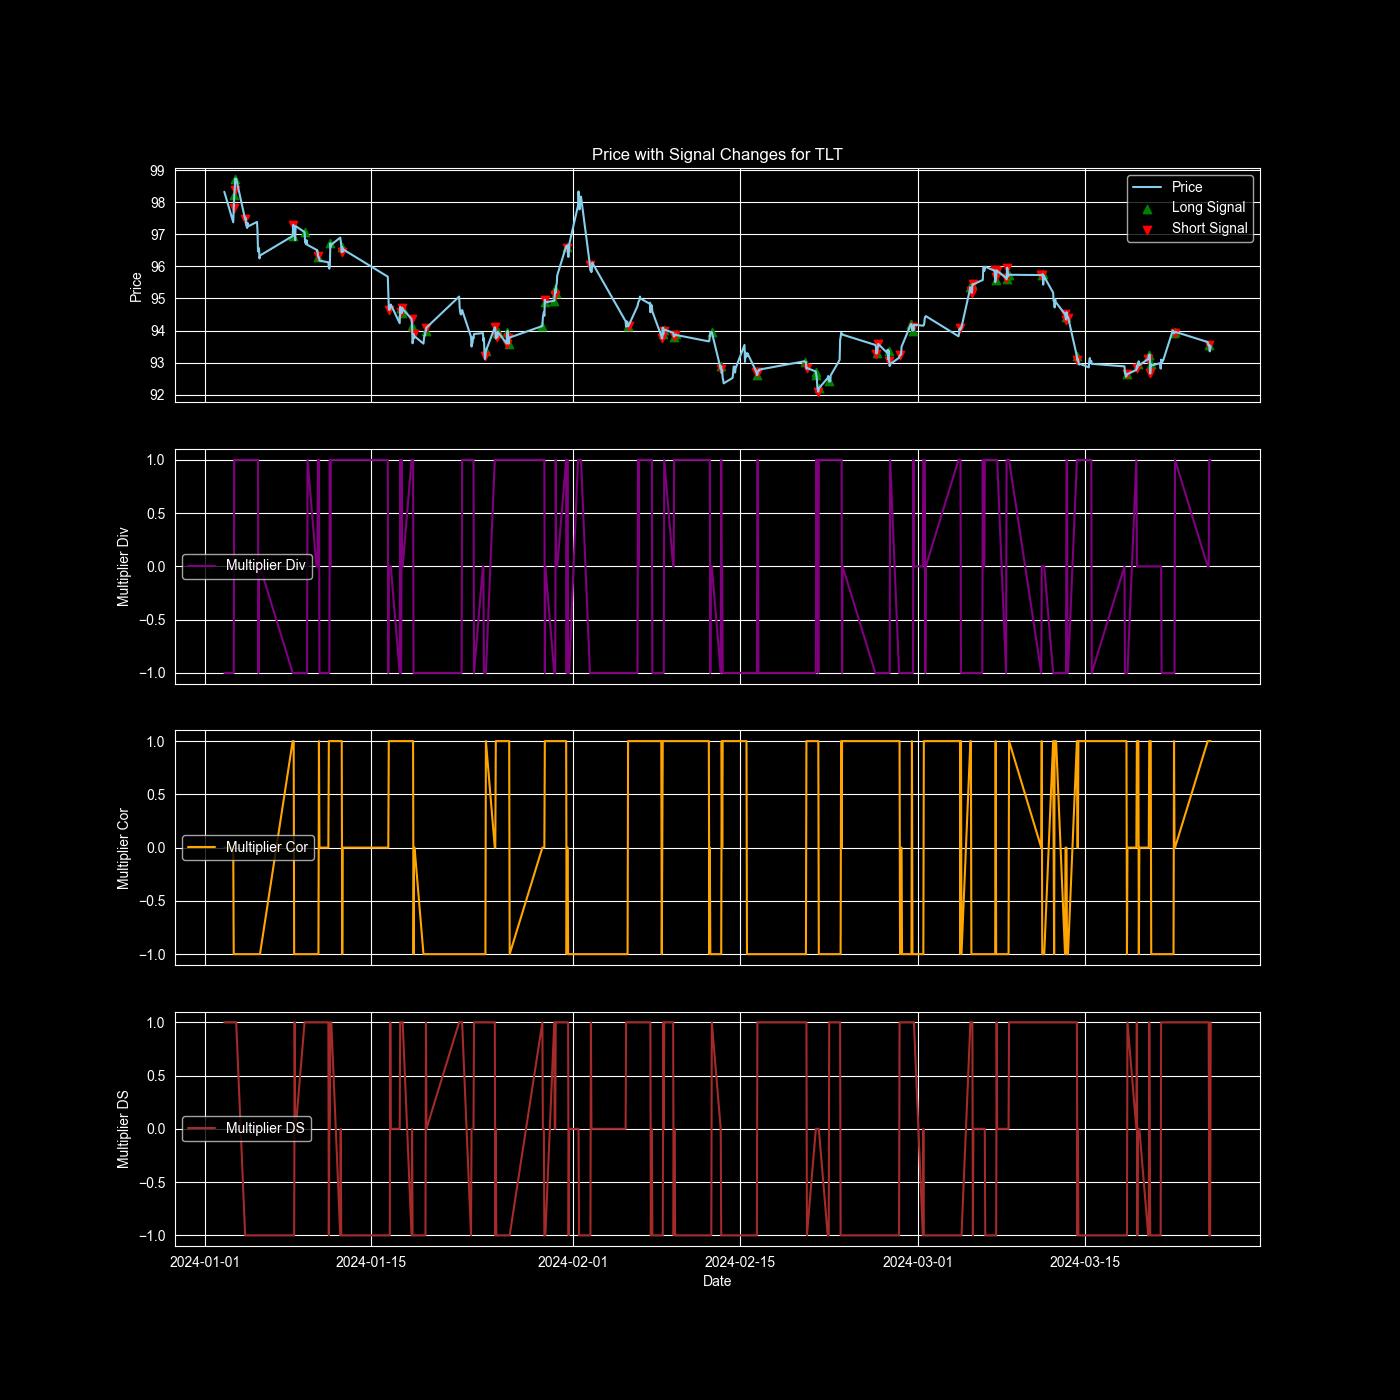 Price with Signal Changes for TLT
99
98
97
96
95
94
93
92
Price
Price
Long Signal
Short Signal
1.0
0.5
0.0
−0.5
−1.0
Multiplier Div
Multiplier Div
1.0
0.5
0.0
−0.5
−1.0
Multiplier Cor
Multiplier Cor
1.0
0.5
0.0
−0.5
−1.0
Multiplier DS
Multiplier DS
2024-01-01
2024-01-15
2024-02-01
2024-02-15
2024-03-01
2024-03-15
Date